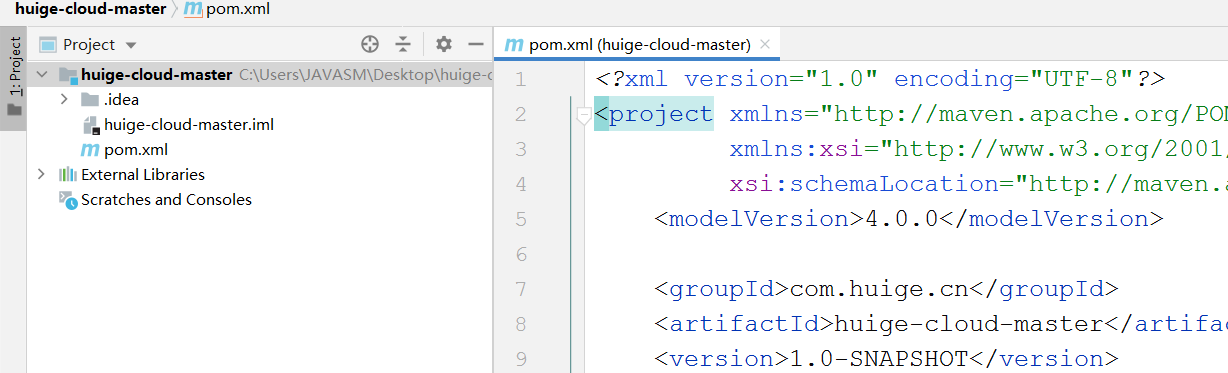 huige-cloud-master
pom.xml
1: Project
Project
huige-cloud-master C:\Users\JAVASM\Desktop\huige-c
.idea
huige-cloud-master.iml
pom.xml
External Libraries
Scratches and Consoles
pom.xml (huige-cloud-master)
1 <?xml version="1.0" encoding="UTF-8"?>
2 <project xmlns="http://maven.apache.org/POM
3 xmlns:xsi="http://www.w3.org/2001/
4 xsi:schemaLocation="http://maven.a
5 <modelVersion>4.0.0</modelVersion>
6
7 <groupId>com.huige.cn</groupId>
8 <artifactId>huige-cloud-master</artifac
9 <version>1.0-SNAPSHOT</version>